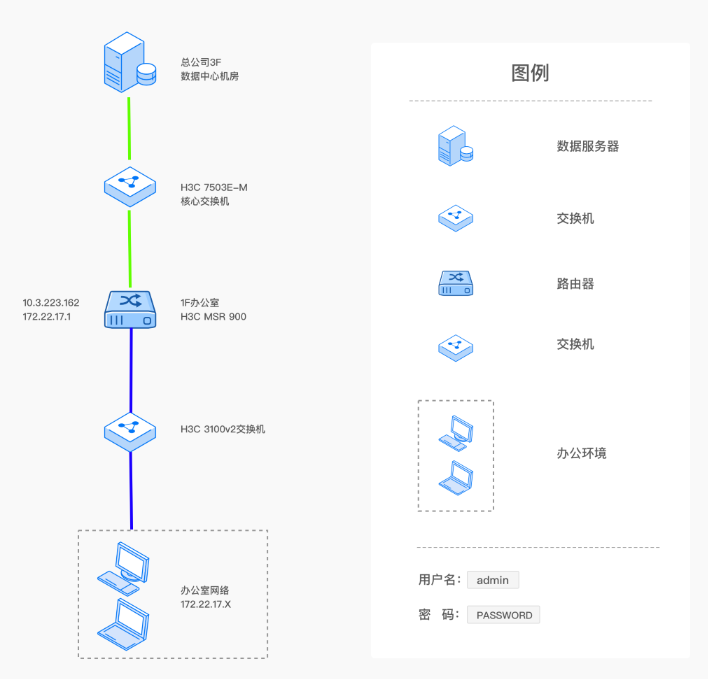 总公司3F
数据中心机房
H3C 7503E-M
核心交换机
10.3.223.162
172.22.17.1
1F办公室
H3C MSR 900
H3C 3100v2交换机
办公室网络
172.22.17.X
图例
数据服务器
交换机
路由器
交换机
办公环境
用户名: admin
密 码: PASSWORD